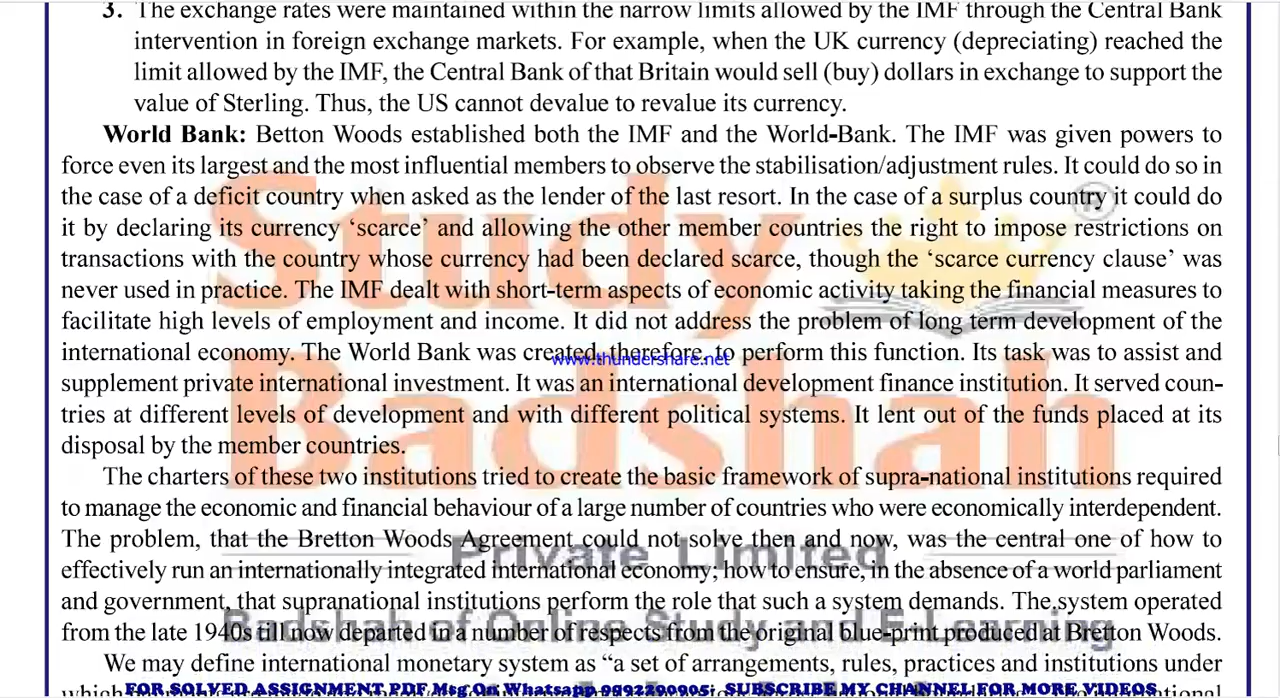 3. The exchange rates were maintained within the narrow limits allowed by the IMF through the Central Bank
intervention in foreign exchange markets. For example, when the UK currency (depreciating) reached the
limit allowed by the IMF, the Central Bank of that Britain would sell (buy) dollars in exchange to support the
value of Sterling. Thus, the US cannot devalue to revalue its currency.
World Bank: Betton Woods established both the IMF and the World-Bank. The IMF was given powers to
force even its largest and the most influential members to observe the stabilisation/adjustment rules. It could do so in
the case of a deficit country when asked as the lender of the last resort. In the case of a surplus country it could do
it by declaring its currency ‘scarce’ and allowing the other member countries the right to impose restrictions on
transactions with the country whose currency had been declared scarce, though the ‘scarce currency clause’ was
never used in practice. The IMF dealt with short-term aspects of economic activity taking the financial measures to
facilitate high levels of employment and income. It did not address the problem of long term development of the
international economy. The World Bank was created, therefore, to perform this function. Its task was to assist and
www.thundershare.net
supplement private international investment. It was an international development finance institution. It served coun-
tries at different levels of development and with different political systems. It lent out of the funds placed at its
disposal by the member countries.
The charters of these two institutions tried to create the basic framework of supra-national institutions required
to manage the economic and financial behaviour of a large number of countries who were economically interdependent.
The problem, that the Bretton Woods Agreement could not solve then and now, was the central one of how to
effectively run an internationally integrated international economy; how to ensure, in the absence of a world parliament
and government, that supranational institutions perform the role that such a system demands. The system operated
from the late 1940s till now departed in a number of respects from the original blue-print produced at Bretton Woods.
We may define international monetary system as “a set of arrangements, rules, practices and institutions under
which
FOR SOLVED ASSIGNMENT PDF Msg On Whatsapp 9992290905; SUBSCRIBE MY CHANNEL FOR MORE VIDEOS
Study
®
Badshah
Private Limited
Badshah of Online Study and E-Learning